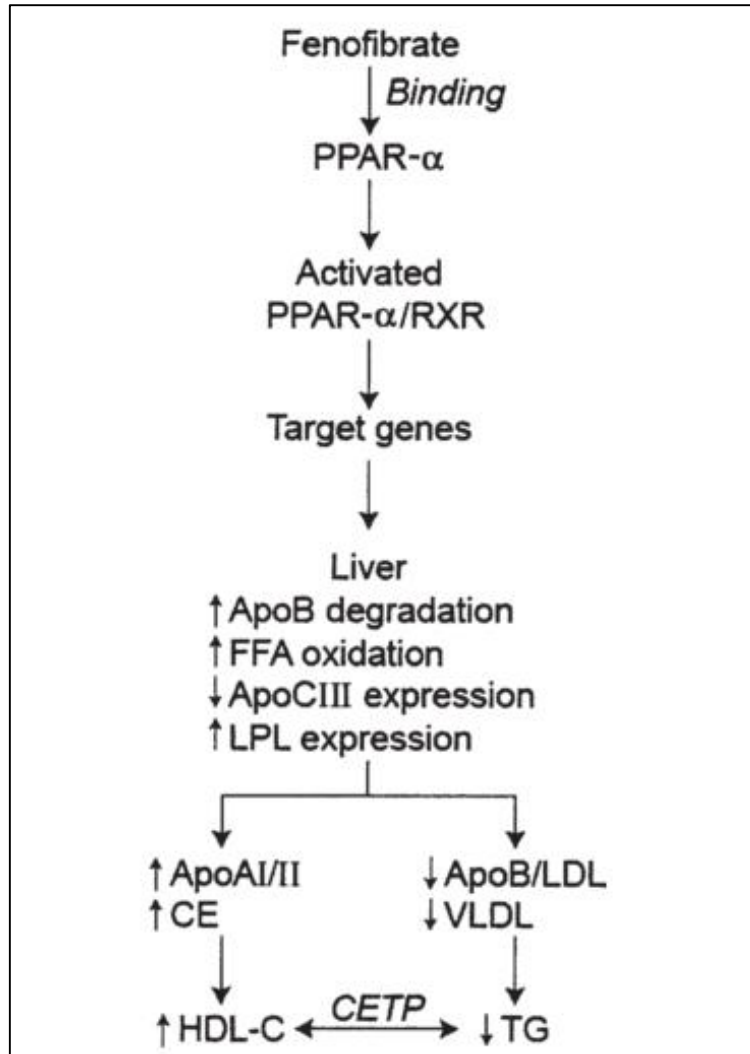 Fenofibrate
Binding
PPAR-α
Activated
PPAR-α/RXR
Target genes
Liver
↑ApoB degradation
↑FFA oxidation
↓ApoCIII expression
↑LPL expression
↑ApoAI/II ↓ApoB/LDL
↑CE ↓VLDL
↑HDL-C CETP ↓TG